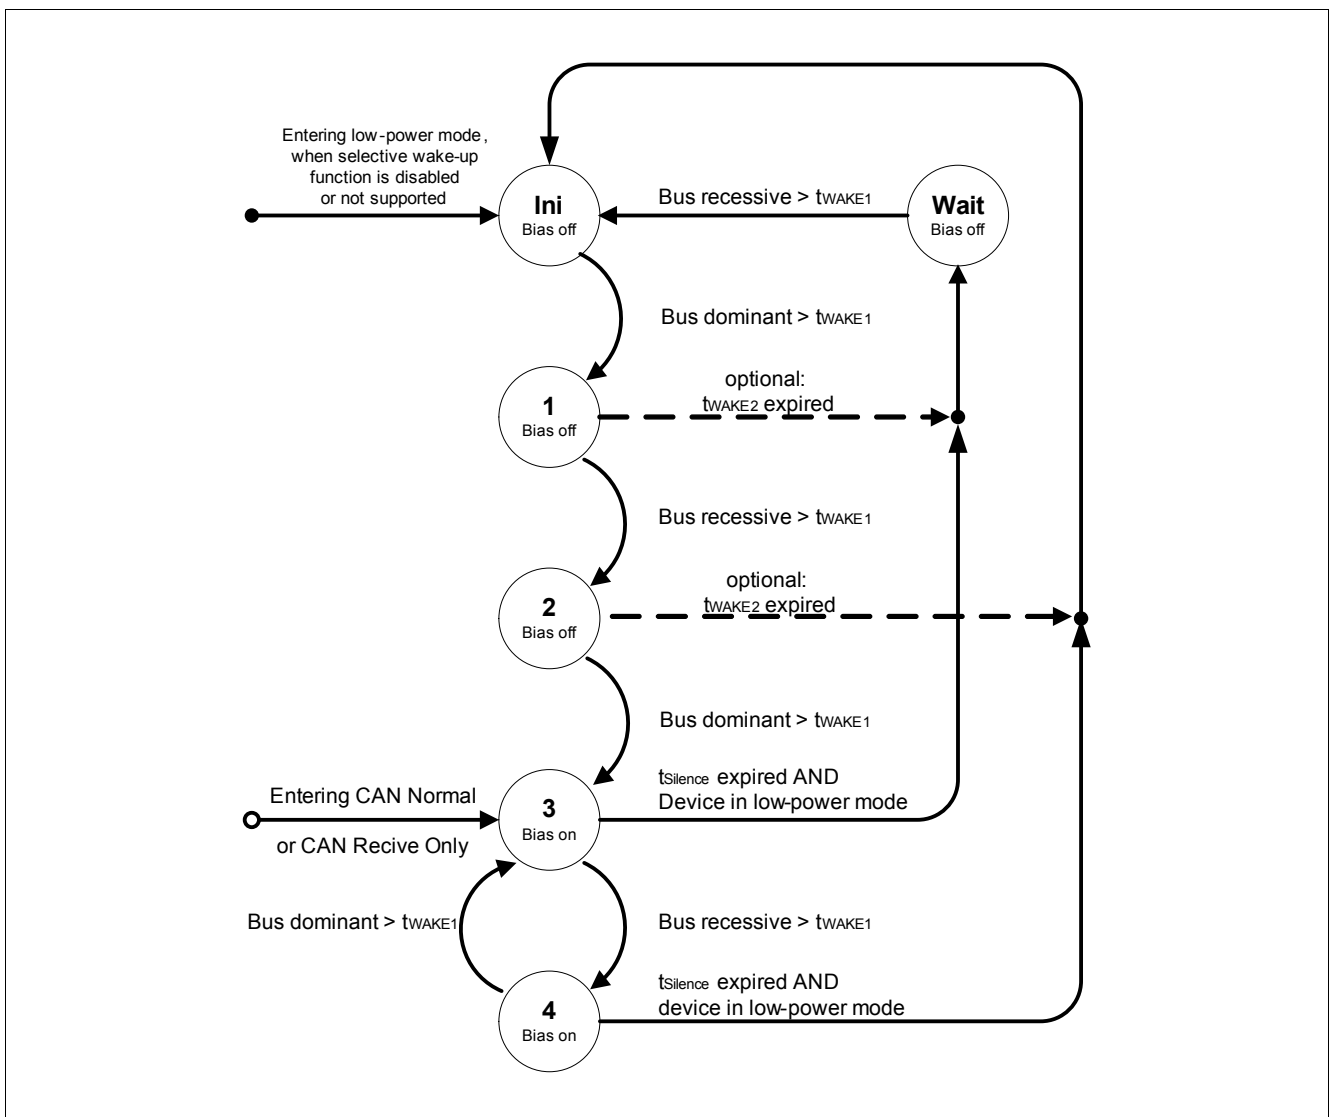 Entering low-power mode,
when selective wake-up
function is disabled
or not supported
Ini
Bias off
Bus recessive > tWAKE1
Wait
Bias off
Bus dominant > tWAKE1
optional:
tWAKE2 expired
1
Bias off
Bus recessive > tWAKE1
optional:
tWAKE2 expired
2
Bias off
Bus dominant > tWAKE1
tSilence expired AND
Device in low-power mode
Entering CAN Normal
or CAN Recive Only
3
Bias on
Bus dominant > tWAKE1
Bus recessive > tWAKE1
tSilence expired AND
device in low-power mode
4
Bias on